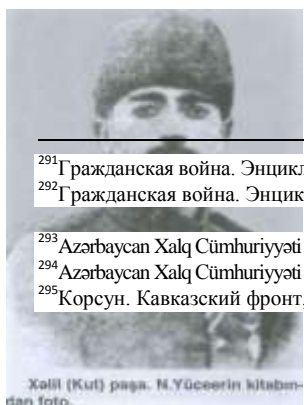 291Гражданская война. Энцикл
292Гражданская война. Энцик
293Azərbaycan Xalq Cümhuriyyəti
294Azərbaycan Xalq Cümhuriyyəti
295Корсун. Кавказский фронт,
Xəlil (Kut) paşa. N.Yüceerin kitabın-
dan foto.